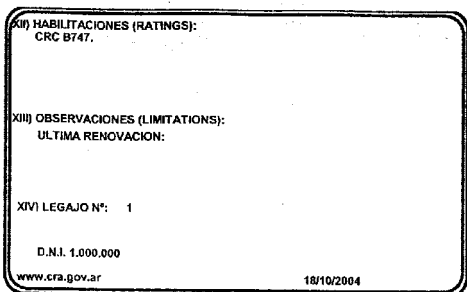 XII) HABILITACIONES (RATINGS):
CRC B747.
XIII) OBSERVACIONES (LIMITATIONS):
ULTIMA RENOVACION:
XIV) LEGAJO Nº: 1
D.N.I. 1.000.000
www.cra.gov.ar 18/10/2004